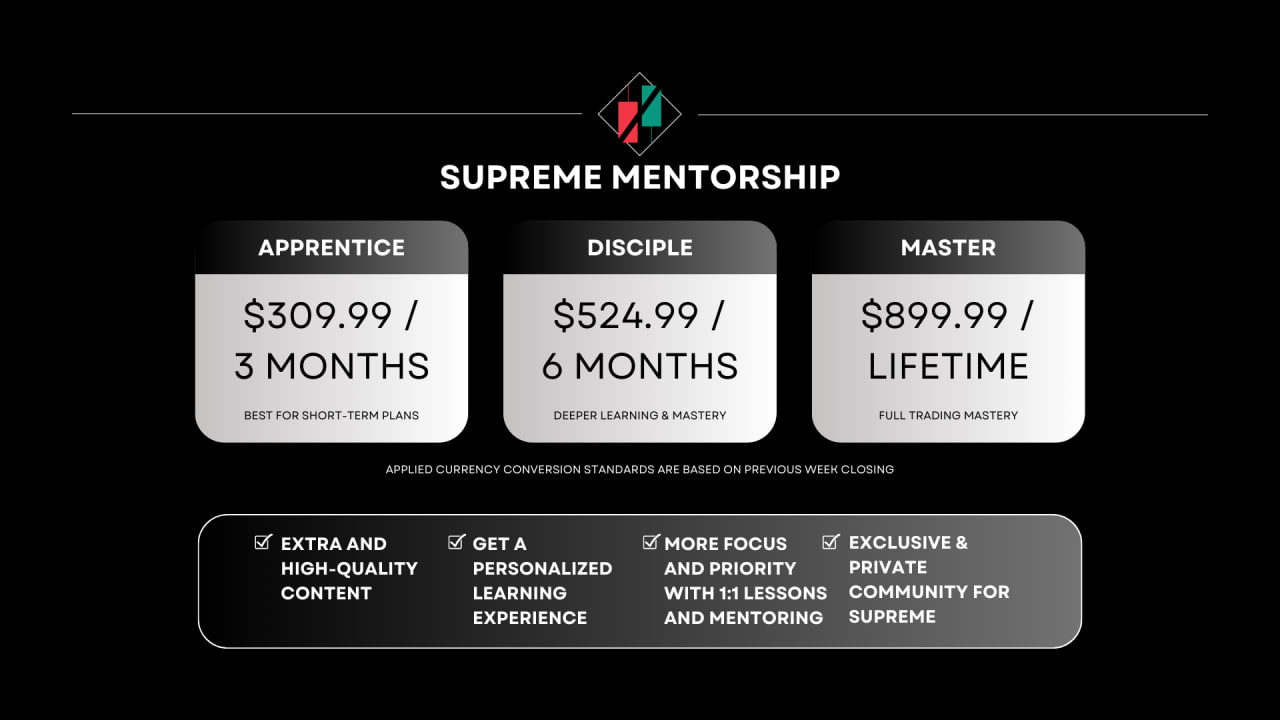 SUPREME MENTORSHIP
APPRENTICE
$309.99 /
3 MONTHS
BEST FOR SHORT-TERM PLANS
DISCIPLE
$524.99 /
6 MONTHS
DEEPER LEARNING & MASTERY
MASTER
$899.99 /
LIFETIME
FULL TRADING MASTERY
APPLIED CURRENCY CONVERSION STANDARDS ARE BASED ON PREVIOUS WEEK CLOSING
EXTRA AND
HIGH-QUALITY
CONTENT
GET A
PERSONALIZED
LEARNING
EXPERIENCE
MORE FOCUS
AND PRIORITY
WITH 1:1 LESSONS
AND MENTORING
EXCLUSIVE &
PRIVATE
COMMUNITY FOR
SUPREME